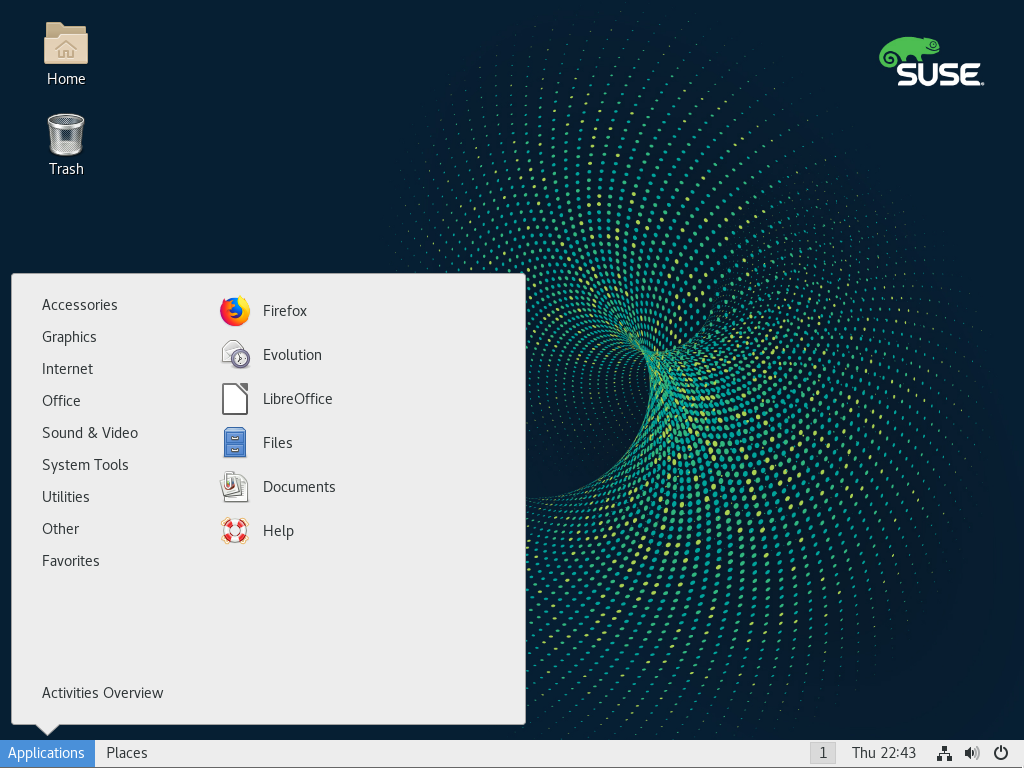 Home
Trash
SUSE
Accessories
Graphics
Internet
Office
Sound & Video
System Tools
Utilities
Other
Favorites
Activities Overview
Firefox
Evolution
LibreOffice
Files
Documents
Help
Applications
Places
1
Thu 22:43